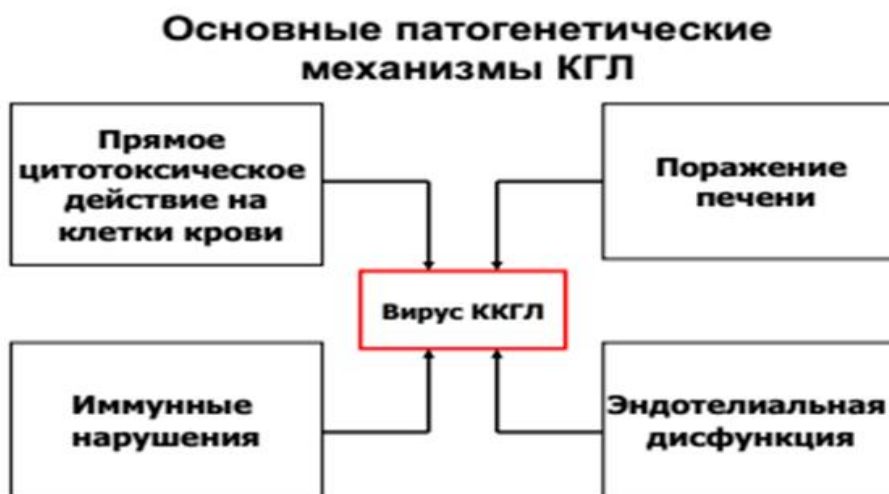 Основные патогенетические
механизмы КГЛ
Прямое
цитотоксическое
действие на
клетки крови
Поражение
печени
Вирус ККГЛ
Иммунные
нарушения
Эндотелиальная
дисфункция